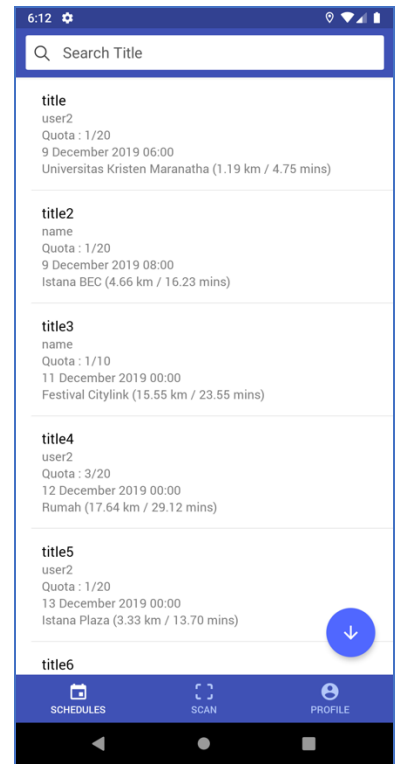 6:12
Search Title
title
user2
Quota : 1/20
9 December 2019 06:00
Universitas Kristen Maranatha (1.19 km / 4.75 mins)
title2
name
Quota : 1/20
9 December 2019 08:00
Istana BEC (4.66 km / 16.23 mins)
title3
name
Quota : 1/10
11 December 2019 00:00
Festival Citylink (15.55 km / 23.55 mins)
title4
user2
Quota : 3/20
12 December 2019 00:00
Rumah (17.64 km / 29.12 mins)
title5
user2
Quota : 1/20
13 December 2019 00:00
Istana Plaza (3.33 km / 13.70 mins)
title6
SCHEDULES SCAN PROFILE